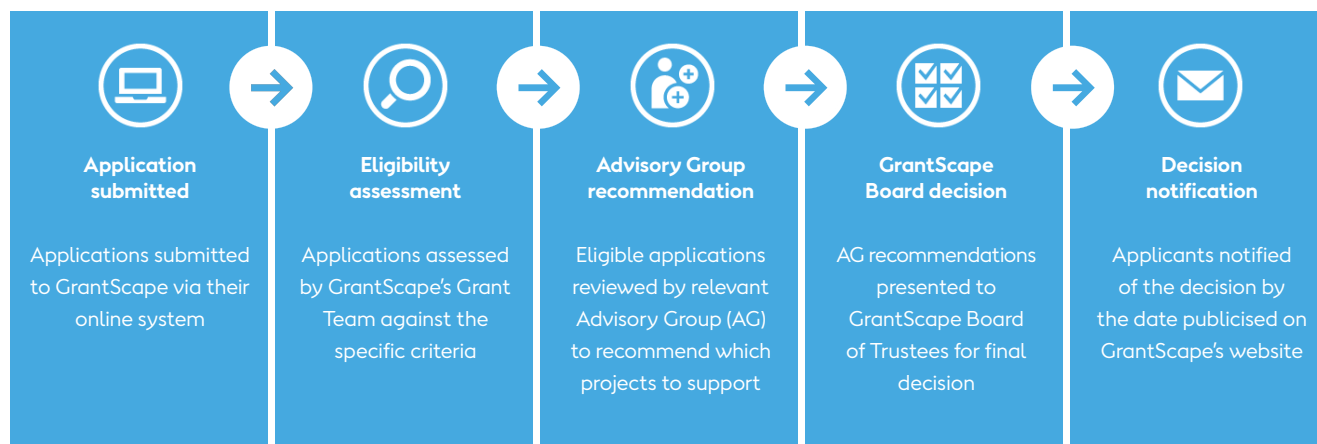 Application
submitted
Applications submitted
to GrantScape via their
online system
Eligibility
assessment
Applications assessed
by GrantScape's Grant
Team against the
specific criteria
Advisory Group
recommendation
Eligible applications
reviewed by relevant
Advisory Group (AG)
to recommend which
projects to support
GrantScape
Board decision
AG recommendations
presented to
GrantScape Board
of Trustees for final
decision
Decision
notification
Applicants notified
of the decision by
the date publicised on
GrantScape's website